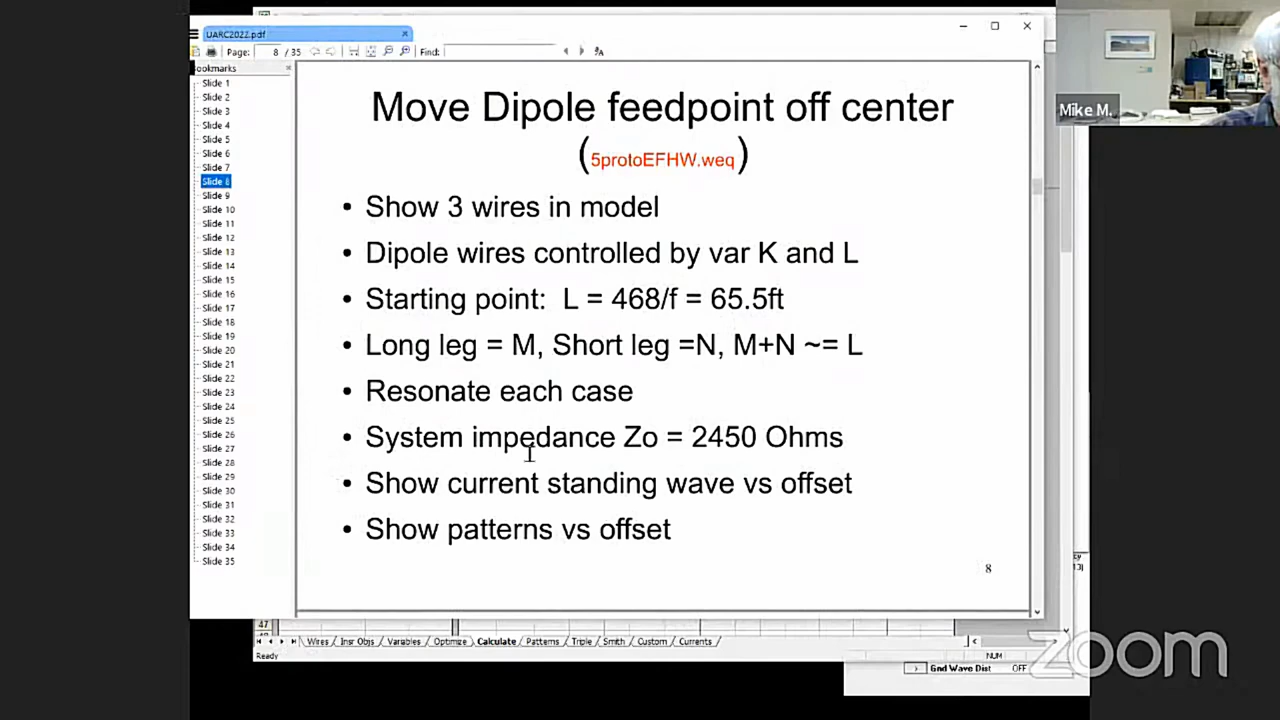 UARC2022.pdf
Page: 8 / 35 Find:
ookmarks
Slide 1
Slide 2
Slide 3
Slide 4
Slide 5
Slide 6
Slide 7
Slide 8
Slide 9
Slide 10
Slide 11
Slide 12
Slide 13
Slide 14
Slide 15
Slide 16
Slide 17
Slide 18
Slide 19
Slide 20
Slide 21
Slide 22
Slide 23
Slide 24
Slide 25
Slide 26
Slide 27
Slide 28
Slide 29
Slide 30
Slide 31
Slide 32
Slide 33
Slide 34
Slide 35
Move Dipole feedpoint off center
(5protoEFHW.weq)
• Show 3 wires in model
• Dipole wires controlled by var K and L
• Starting point: L = 468/f = 65.5ft
• Long leg = M, Short leg =N, M+N ~= L
• Resonate each case
• System impedance Zo = 2450 Ohms
• Show current standing wave vs offset
• Show patterns vs offset
8
Mike M.
47
Wires / Insr Objs / Variables / Optimize / Calculate / Patterns / Triple / Smith / Custom / Currents /
Ready
NUM
Gnd Wave Dist OFF
zoom